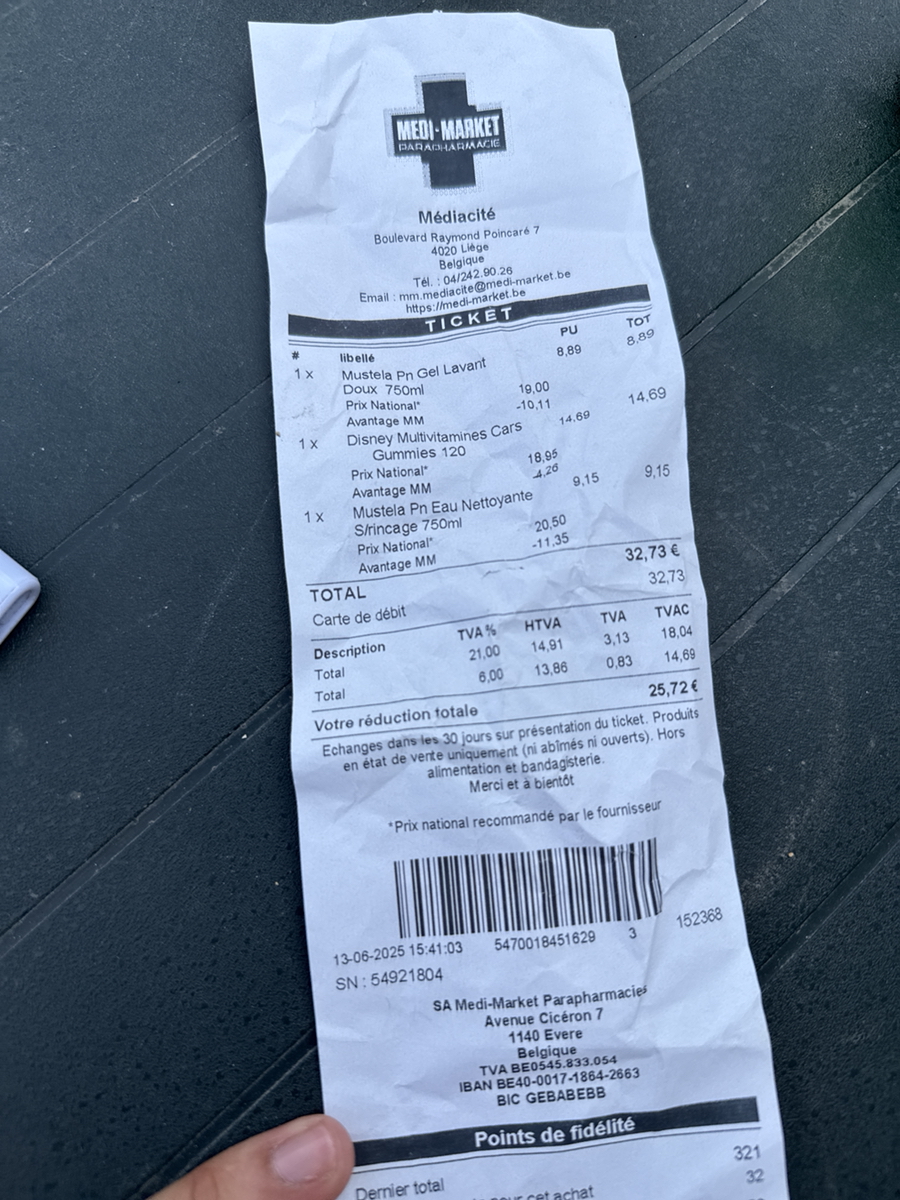 MEDI-MARKET
PARAPHARMACIE
Médiacité
Boulevard Raymond Poincaré 7
4020 Liège
Belgique
Tél. : 04/242.90.26
Email : mm.mediacite@medi-market.be
https://medi-market.be
TICKET
# libellé PU TOT
1 x Mustela Pn Gel Lavant 8,89 8,89
Doux 750ml
Prix National* 19,00
Avantage MM -10,11
1 x Disney Multivitamines Cars 14,69 14,69
Gummies 120
Prix National* 18,95
Avantage MM -4,26
1 x Mustela Pn Eau Nettoyante 9,15 9,15
S/rincage 750ml
Prix National* 20,50
Avantage MM -11,35
TOTAL 32,73 €
Carte de débit 32,73
Description TVA % HTVA TVA TVAC
Total 21,00 14,91 3,13 18,04
Total 6,00 13,86 0,83 14,69
Votre réduction totale 25,72 €
Echanges dans les 30 jours sur présentation du ticket. Produits
en état de vente uniquement (ni abîmés ni ouverts). Hors
alimentation et bandagisterie.
Merci et à bientôt
*Prix national recommandé par le fournisseur
13-06-2025 15:41:03 5470018451629 3 152368
SN : 54921804
SA Medi-Market Parapharmacies
Avenue Cicéron 7
1140 Evere
Belgique
TVA BE0545.833.054
IBAN BE40-0017-1864-2663
BIC GEBABEBB
Points de fidélité
Dernier total 321
pour cet achat 32